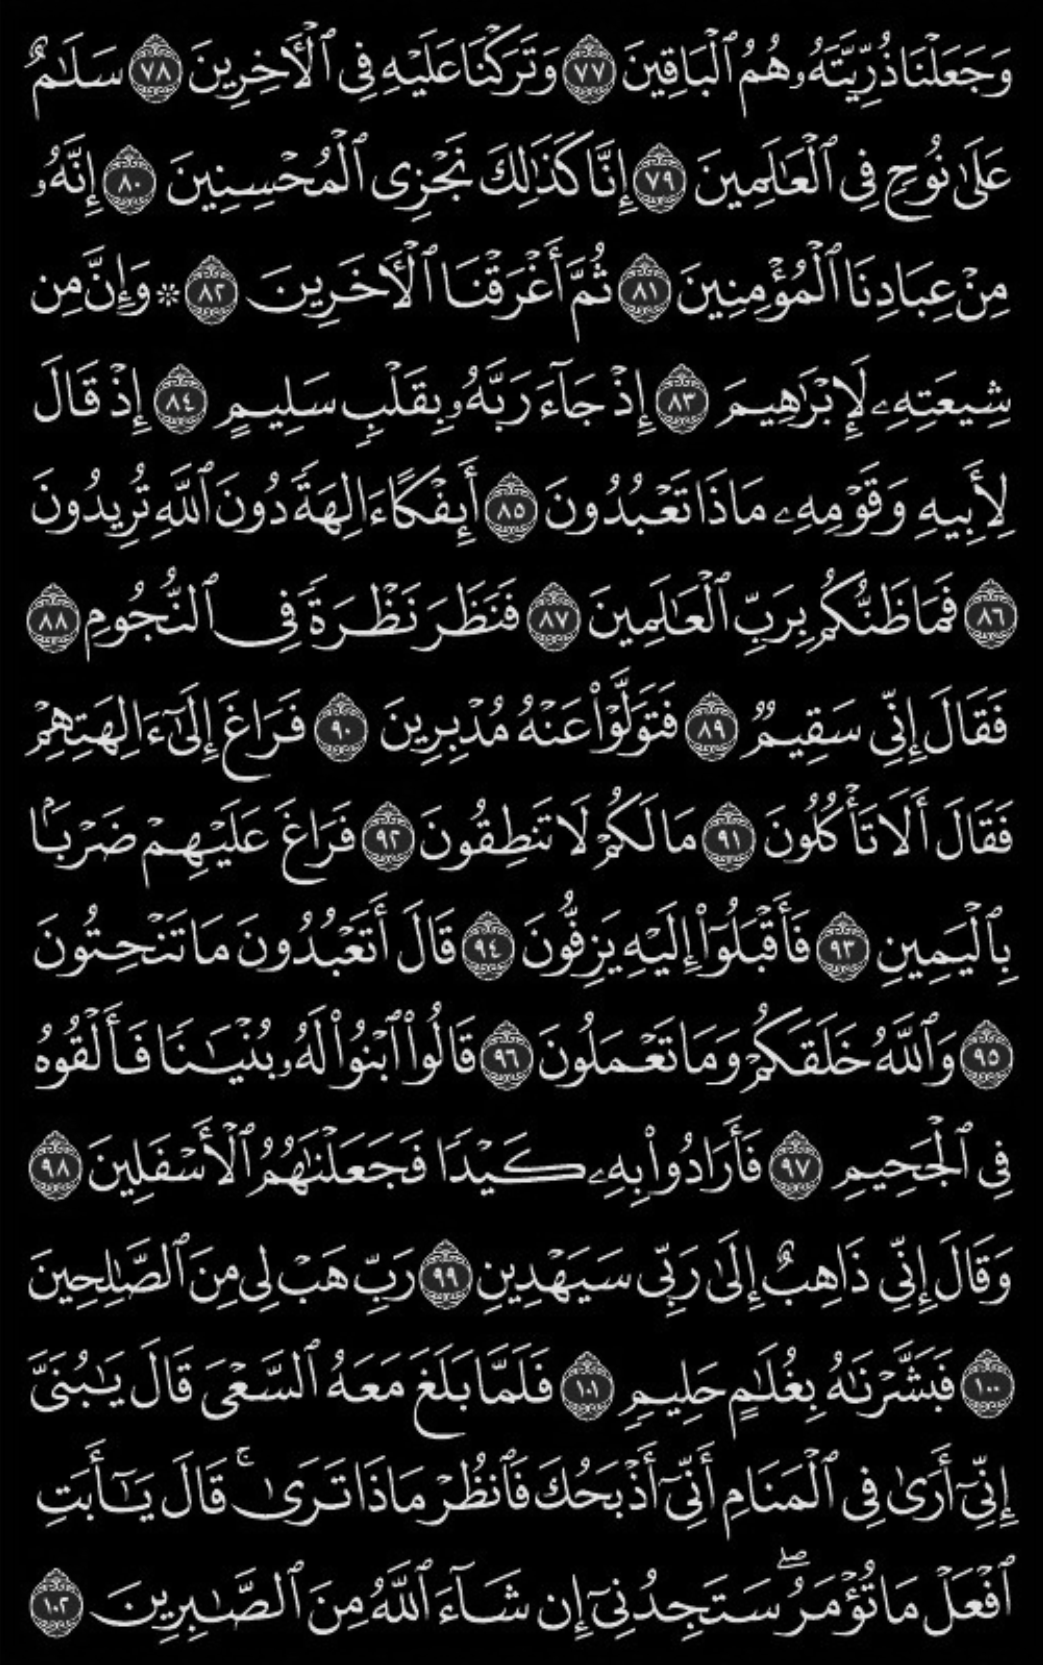 وَجَعَلْنَا ذُرِّيَّتَهُۥ هُمُ ٱلْبَاقِينَ ٧٧ وَتَرَكْنَا عَلَيْهِ فِى ٱلْـَٔاخِرِينَ ٧٨ سَلَـٰمٌ
عَلَىٰ نُوحٍ فِى ٱلْعَـٰلَمِينَ ٧٩ إِنَّا كَذَٰلِكَ نَجْزِى ٱلْمُحْسِنِينَ ٨٠ إِنَّهُۥ
مِنْ عِبَادِنَا ٱلْمُؤْمِنِينَ ٨١ ثُمَّ أَغْرَقْنَا ٱلْـَٔاخَرِينَ ٨٢ ۞ وَإِنَّ مِن
شِيعَتِهِۦ لَإِبْرَٰهِيمَ ٨٣ إِذْ جَآءَ رَبَّهُۥ بِقَلْبٍ سَلِيمٍ ٨٤ إِذْ قَالَ
لِأَبِيهِ وَقَوْمِهِۦ مَاذَا تَعْبُدُونَ ٨٥ أَئِفْكًا ءَالِهَةً دُونَ ٱللَّهِ تُرِيدُونَ
٨٦ فَمَا ظَنُّكُم بِرَبِّ ٱلْعَـٰلَمِينَ ٨٧ فَنَظَرَ نَظْرَةً فِى ٱلنُّجُومِ ٨٨
فَقَالَ إِنِّى سَقِيمٌ ٨٩ فَتَوَلَّوْا۟ عَنْهُ مُدْبِرِينَ ٩٠ فَرَاغَ إِلَىٰٓ ءَالِهَتِهِمْ
فَقَالَ أَلَا تَأْكُلُونَ ٩١ مَا لَكُمْ لَا تَنطِقُونَ ٩٢ فَرَاغَ عَلَيْهِمْ ضَرْبًۢا
بِٱلْيَمِينِ ٩٣ فَأَقْبَلُوٓا۟ إِلَيْهِ يَزِفُّونَ ٩٤ قَالَ أَتَعْبُدُونَ مَا تَنْحِتُونَ
٩٥ وَٱللَّهُ خَلَقَكُمْ وَمَا تَعْمَلُونَ ٩٦ قَالُوا۟ ٱبْنُوا۟ لَهُۥ بُنْيَـٰنًا فَأَلْقُوهُ
فِى ٱلْجَحِيمِ ٩٧ فَأَرَادُوا۟ بِهِۦ كَيْدًا فَجَعَلْنَـٰهُمُ ٱلْأَسْفَلِينَ ٩٨
وَقَالَ إِنِّى ذَاهِبٌ إِلَىٰ رَبِّى سَيَهْدِينِ ٩٩ رَبِّ هَبْ لِى مِنَ ٱلصَّـٰلِحِينَ
١٠٠ فَبَشَّرْنَـٰهُ بِغُلَـٰمٍ حَلِيمٍ ١٠١ فَلَمَّا بَلَغَ مَعَهُ ٱلسَّعْىَ قَالَ يَـٰبُنَىَّ
إِنِّىٓ أَرَىٰ فِى ٱلْمَنَامِ أَنِّىٓ أَذْبَحُكَ فَٱنظُرْ مَاذَا تَرَىٰ ۚ قَالَ يَـٰٓأَبَتِ
ٱفْعَلْ مَا تُؤْمَرُ ۖ سَتَجِدُنِىٓ إِن شَآءَ ٱللَّهُ مِنَ ٱلصَّـٰبِرِينَ ١٠٢